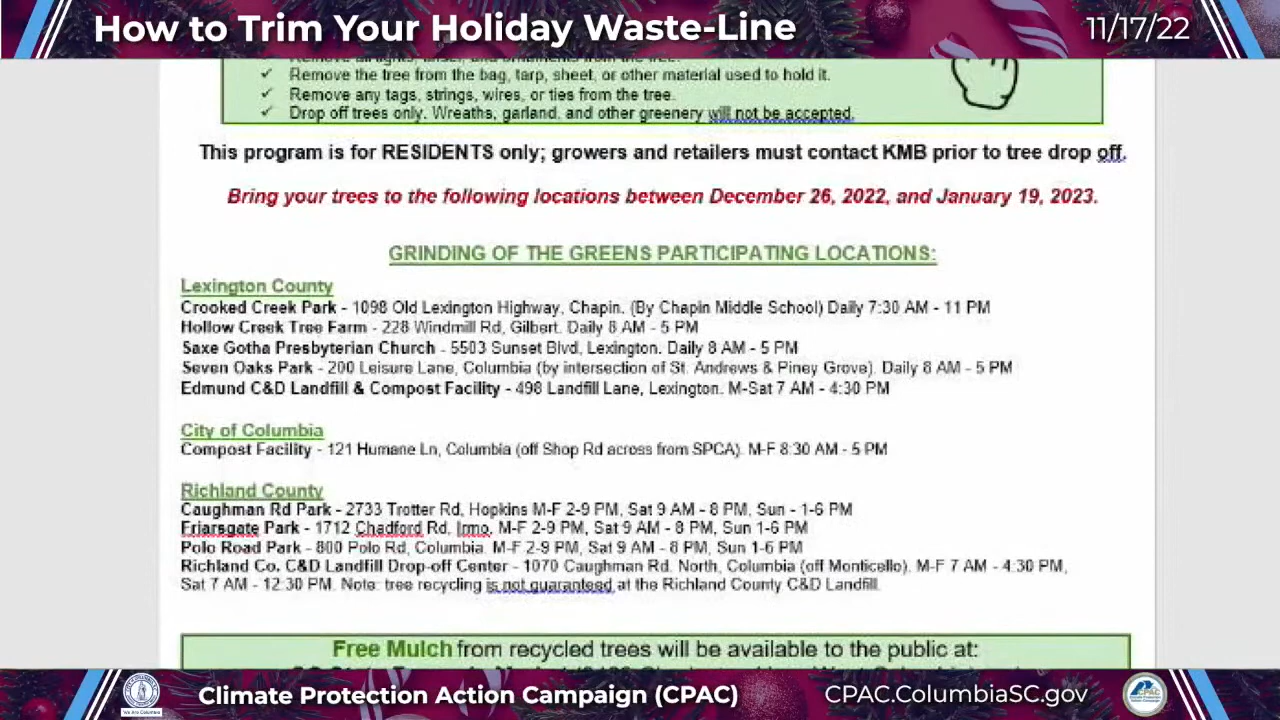 How to Trim Your Holiday Waste-Line
11/17/22
Remove all lights, tinsel, and ornaments from the tree.
✓ Remove the tree from the bag, tarp, sheet, or other material used to hold it.
✓ Remove any tags, strings, wires, or ties from the tree.
✓ Drop off trees only. Wreaths, garland, and other greenery will not be accepted.
This program is for RESIDENTS only; growers and retailers must contact KMB prior to tree drop off.
Bring your trees to the following locations between December 26, 2022, and January 19, 2023.
GRINDING OF THE GREENS PARTICIPATING LOCATIONS:
Lexington County
Crooked Creek Park - 1098 Old Lexington Highway, Chapin. (By Chapin Middle School) Daily 7:30 AM - 11 PM
Hollow Creek Tree Farm - 228 Windmill Rd, Gilbert. Daily 8 AM - 5 PM
Saxe Gotha Presbyterian Church - 5503 Sunset Blvd, Lexington. Daily 8 AM - 5 PM
Seven Oaks Park - 200 Leisure Lane, Columbia (by intersection of St. Andrews & Piney Grove). Daily 8 AM - 5 PM
Edmund C&D Landfill & Compost Facility - 498 Landfill Lane, Lexington. M-Sat 7 AM - 4:30 PM
City of Columbia
Compost Facility - 121 Humane Ln, Columbia (off Shop Rd across from SPCA). M-F 8:30 AM - 5 PM
Richland County
Caughman Rd Park - 2733 Trotter Rd, Hopkins M-F 2-9 PM, Sat 9 AM - 8 PM, Sun - 1-6 PM
Friarsgate Park - 1712 Chadford Rd, Irmo. M-F 2-9 PM, Sat 9 AM - 8 PM, Sun 1-6 PM
Polo Road Park - 800 Polo Rd, Columbia. M-F 2-9 PM, Sat 9 AM - 8 PM, Sun 1-6 PM
Richland Co. C&D Landfill Drop-off Center - 1070 Caughman Rd. North, Columbia (off Monticello). M-F 7 AM - 4:30 PM,
Sat 7 AM - 12:30 PM. Note: tree recycling is not guaranteed at the Richland County C&D Landfill.
Free Mulch from recycled trees will be available to the public at:
We Are Columbia
Climate Protection Action Campaign (CPAC)
CPAC.ColumbiaSC.gov
CPAC